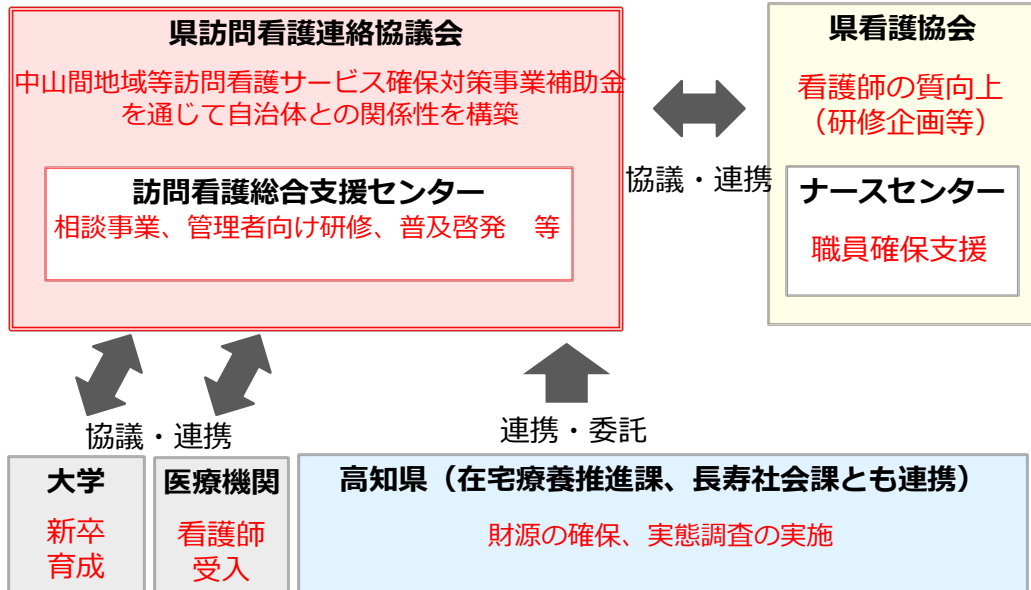 県訪問看護連絡協議会
中山間地域等訪問看護サービス確保対策事業補助金
を通じて自治体との関係性を構築
訪問看護総合支援センター
相談事業、管理者向け研修、普及啓発　等
協議・連携
県看護協会
看護師の質向上
（研修企画等）
ナースセンター
職員確保支援
協議・連携
連携・委託
大学
新卒
育成
医療機関
看護師
受入
高知県（在宅療養推進課、長寿社会課とも連携）
財源の確保、実態調査の実施